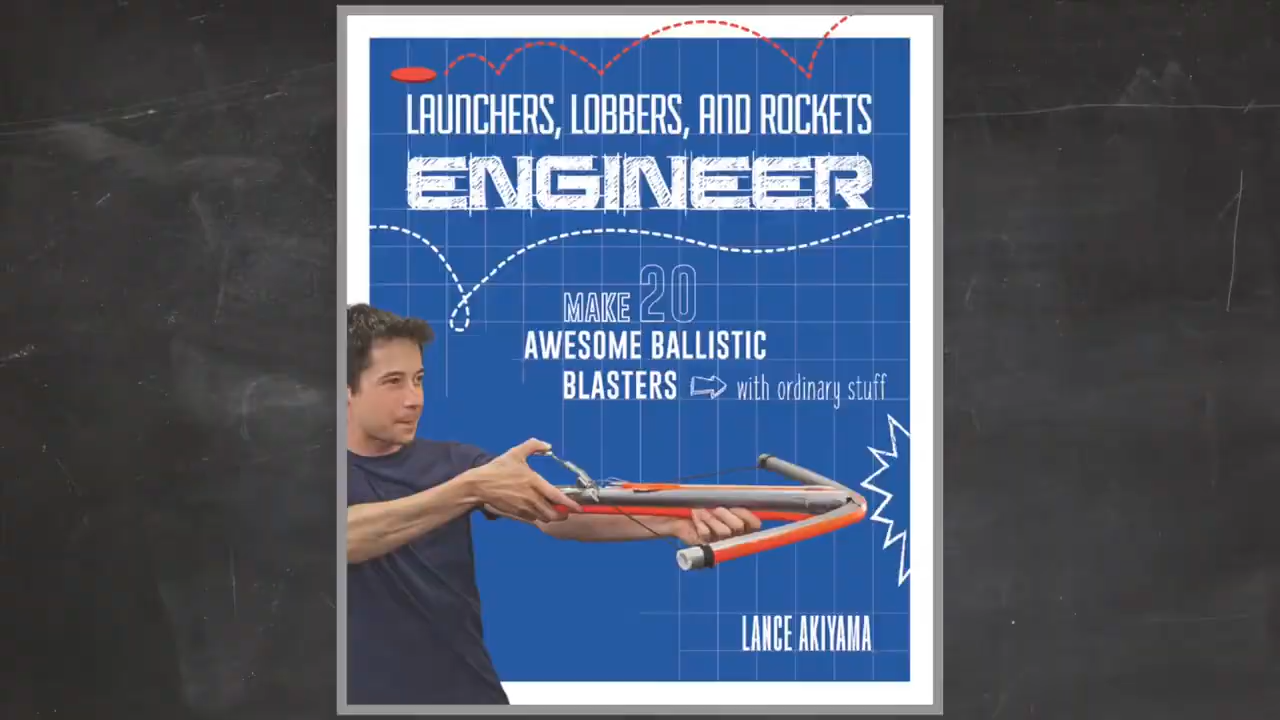 LAUNCHERS, LOBBERS, AND ROCKETS
ENGINEER
MAKE 20
AWESOME BALLISTIC
BLASTERS with ordinary stuff
LANCE AKIYAMA